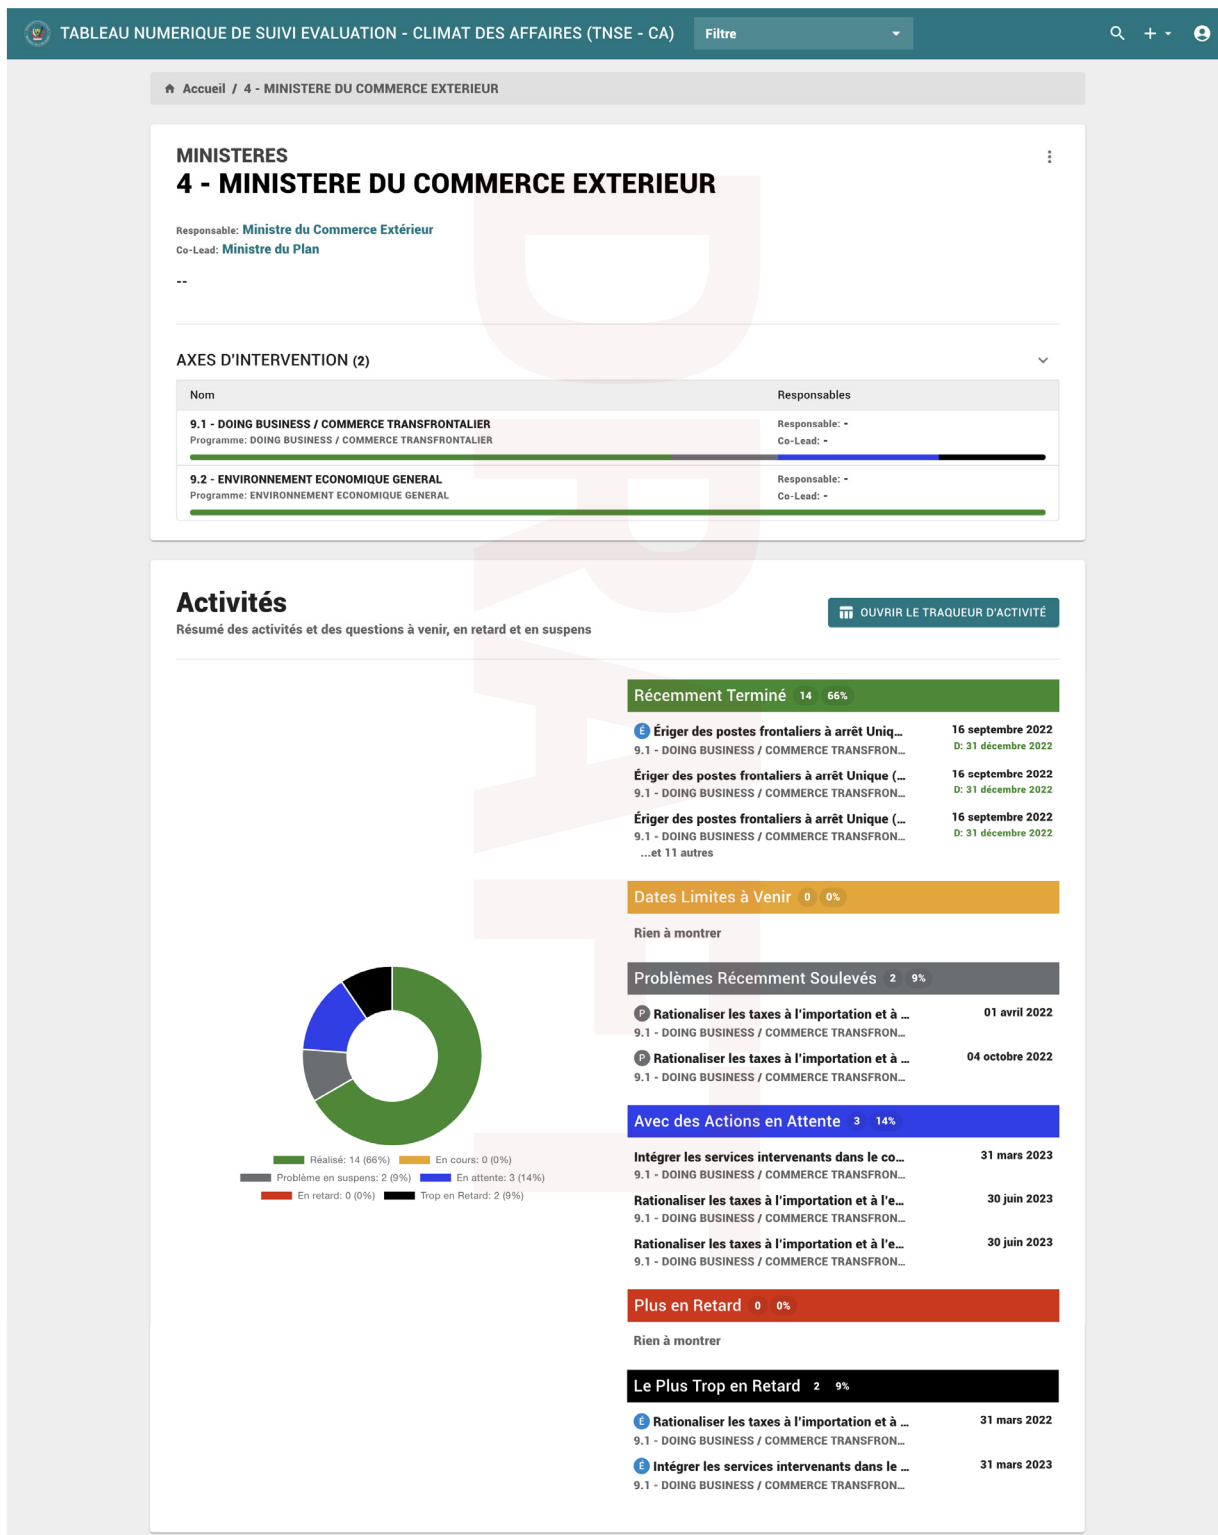 TABLEAU NUMERIQUE DE SUIVI EVALUATION - CLIMAT DES AFFAIRES (TNSE - CA) Filtre
Accueil / 4 - MINISTERE DU COMMERCE EXTERIEUR
MINISTERES
4 - MINISTERE DU COMMERCE EXTERIEUR
Responsable: Ministre du Commerce Extérieur
Co-Lead: Ministre du Plan
--
AXES D'INTERVENTION (2)
Nom Responsables
9.1 - DOING BUSINESS / COMMERCE TRANSFRONTALIER Responsable: -
Programme: DOING BUSINESS / COMMERCE TRANSFRONTALIER Co-Lead: -
9.2 - ENVIRONNEMENT ECONOMIQUE GENERAL Responsable: -
Programme: ENVIRONNEMENT ECONOMIQUE GENERAL Co-Lead: -
Activités
Résumé des activités et des questions à venir, en retard et en suspens
OUVRIR LE TRAQUEUR D'ACTIVITÉ
Récemment Terminé 14 66%
É Ériger des postes frontaliers à arrêt Uniq... 16 septembre 2022
9.1 - DOING BUSINESS / COMMERCE TRANSFRON... D: 31 décembre 2022
Ériger des postes frontaliers à arrêt Unique (... 16 septembre 2022
9.1 - DOING BUSINESS / COMMERCE TRANSFRON... D: 31 décembre 2022
Ériger des postes frontaliers à arrêt Unique (... 16 septembre 2022
9.1 - DOING BUSINESS / COMMERCE TRANSFRON... D: 31 décembre 2022
...et 11 autres
Dates Limites à Venir 0 0%
Rien à montrer
Problèmes Récemment Soulevés 2 9%
P Rationaliser les taxes à l'importation et à ... 01 avril 2022
9.1 - DOING BUSINESS / COMMERCE TRANSFRON...
P Rationaliser les taxes à l'importation et à ... 04 octobre 2022
9.1 - DOING BUSINESS / COMMERCE TRANSFRON...
Avec des Actions en Attente 3 14%
Intégrer les services intervenants dans le co... 31 mars 2023
9.1 - DOING BUSINESS / COMMERCE TRANSFRON...
Rationaliser les taxes à l'importation et à l'e... 30 juin 2023
9.1 - DOING BUSINESS / COMMERCE TRANSFRON...
Rationaliser les taxes à l'importation et à l'e... 30 juin 2023
9.1 - DOING BUSINESS / COMMERCE TRANSFRON...
Plus en Retard 0 0%
Rien à montrer
Le Plus Trop en Retard 2 9%
É Rationaliser les taxes à l'importation et à ... 31 mars 2022
9.1 - DOING BUSINESS / COMMERCE TRANSFRON...
É Intégrer les services intervenants dans le ... 31 mars 2023
9.1 - DOING BUSINESS / COMMERCE TRANSFRON...
Réalisé: 14 (66%) En cours: 0 (0%)
Problème en suspens: 2 (9%) En attente: 3 (14%)
En retard: 0 (0%) Trop en Retard: 2 (9%)
DRAFT